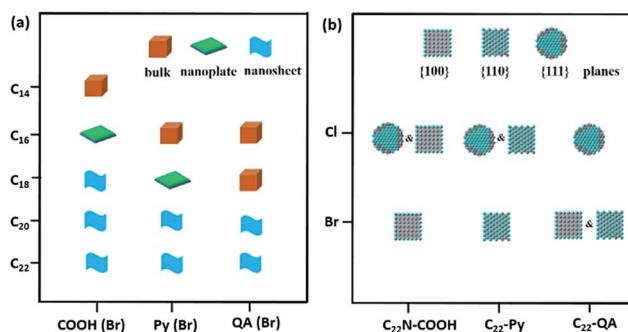 (a)
bulk nanoplate nanosheet
C₁₄
C₁₆
C₁₈
C₂₀
C₂₂
COOH (Br) Py (Br) QA (Br)
(b)
{100} {110} {111} planes
Cl & &
Br &
C₂₂N-COOH C₂₂-Py C₂₂-QA